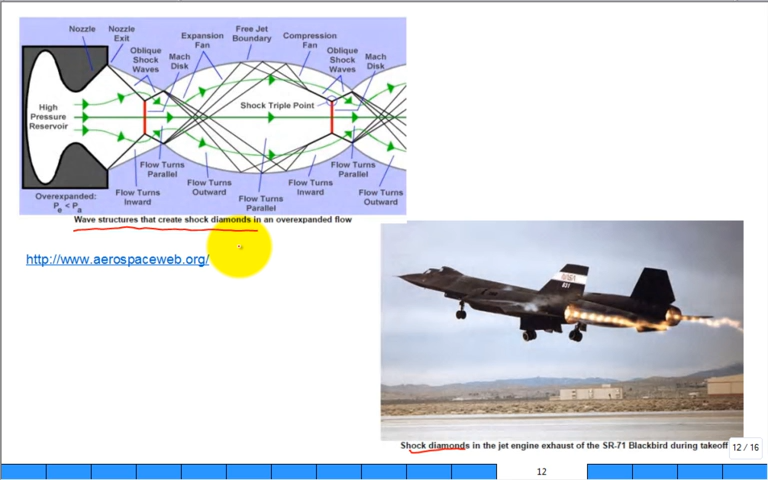 Nozzle
Nozzle
Exit
Oblique
Shock
Waves
Mach
Disk
Expansion
Fan
Free Jet
Boundary
Compression
Fan
Oblique
Shock
Waves
Mach
Disk
High
Pressure
Reservoir
Shock Triple Point
Flow Turns
Parallel
Flow Turns
Parallel
Overexpanded:
Pe < Pa
Flow Turns
Inward
Flow Turns
Outward
Flow Turns
Parallel
Flow Turns
Inward
Flow Turns
Outward
Wave structures that create shock diamonds in an overexpanded flow
http://www.aerospaceweb.org/
NASA
831
Shock diamonds in the jet engine exhaust of the SR-71 Blackbird during takeoff
12 / 16
12